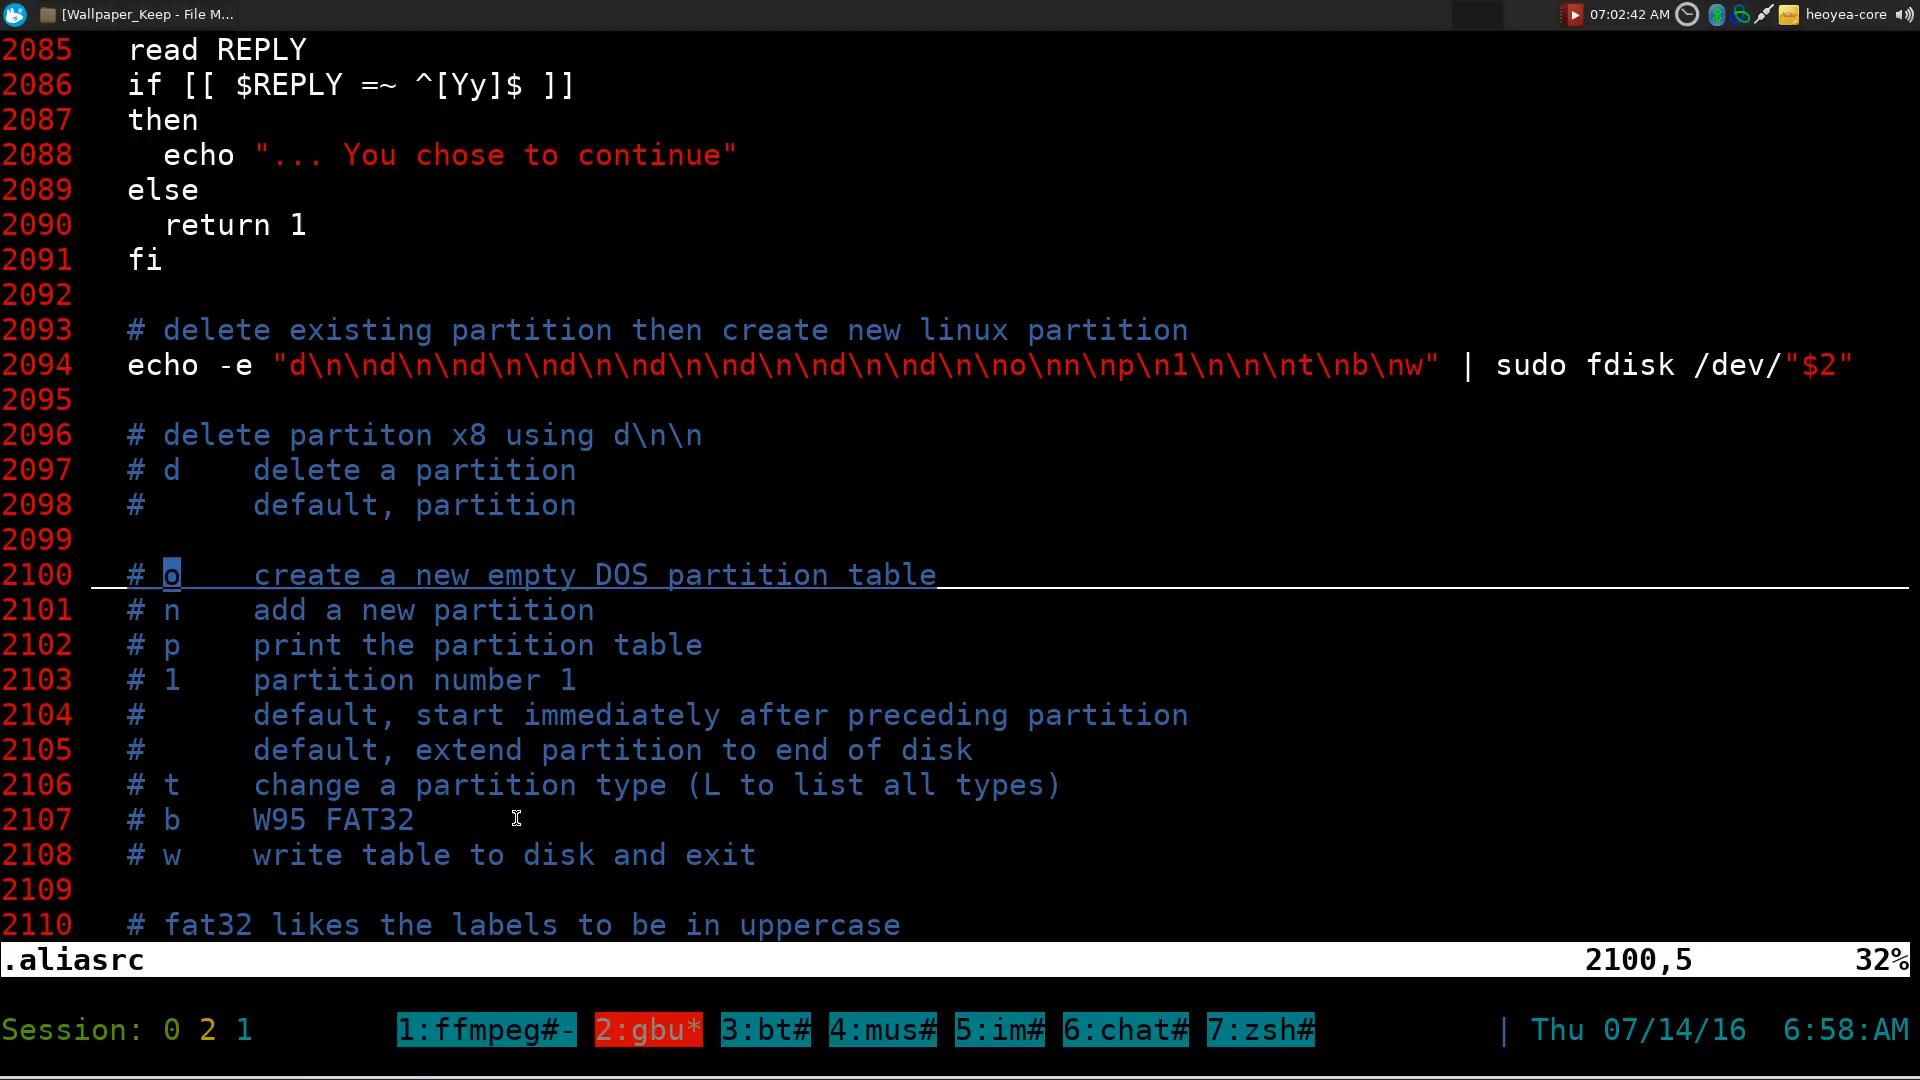 [Wallpaper_Keep - File M... 07:02:42 AM heoyea-core
2085 read REPLY
2086 if [[ $REPLY =~ ^[Yy]$ ]]
2087 then
2088 echo "... You chose to continue"
2089 else
2090 return 1
2091 fi
2092
2093 # delete existing partition then create new linux partition
2094 echo -e "d\n\nd\n\nd\n\nd\n\nd\n\nd\n\nd\n\nd\n\no\nn\np\n1\n\n\nt\nb\nw" | sudo fdisk /dev/"$2"
2095
2096 # delete partiton x8 using d\n\n
2097 # d delete a partition
2098 # default, partition
2099
2100 # o create a new empty DOS partition table
2101 # n add a new partition
2102 # p print the partition table
2103 # 1 partition number 1
2104 # default, start immediately after preceding partition
2105 # default, extend partition to end of disk
2106 # t change a partition type (L to list all types)
2107 # b W95 FAT32
2108 # w write table to disk and exit
2109
2110 # fat32 likes the labels to be in uppercase
.aliasrc 2100,5 32%
Session: 0 2 1 1:ffmpeg#- 2:gbu* 3:bt# 4:mus# 5:im# 6:chat# 7:zsh# | Thu 07/14/16 6:58:AM